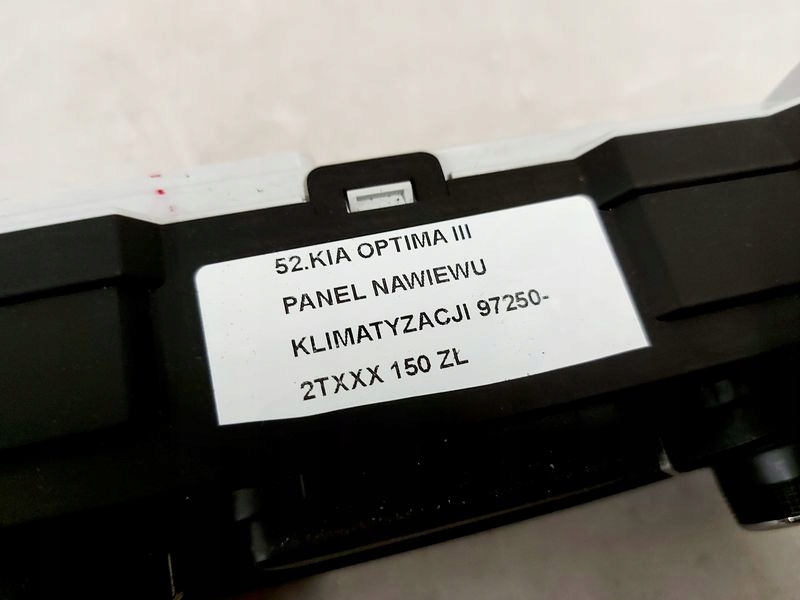 52.KIA OPTIMA III
PANEL NAWIEWU
KLIMATYZACJI 97250-
2TXXX 150 ZŁ